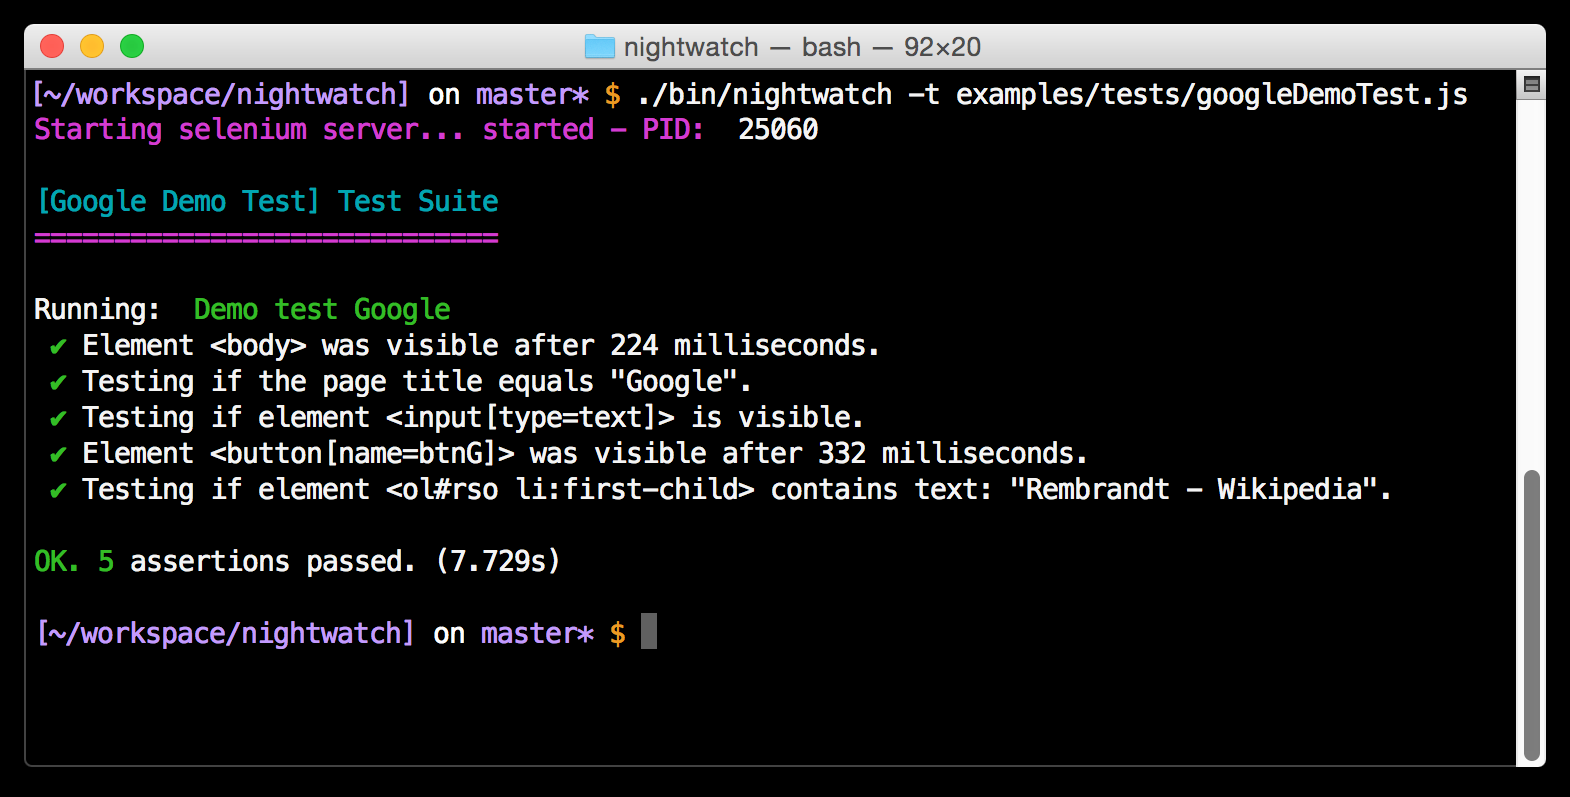 nightwatch — bash — 92×20
[~/workspace/nightwatch] on master* $ ./bin/nightwatch -t examples/tests/googleDemoTest.js
Starting selenium server... started - PID:  25060
[Google Demo Test] Test Suite
=============================
Running:  Demo test Google
✔ Element <body> was visible after 224 milliseconds.
✔ Testing if the page title equals "Google".
✔ Testing if element <input[type=text]> is visible.
✔ Element <button[name=btnG]> was visible after 332 milliseconds.
✔ Testing if element <ol#rso li:first-child> contains text: "Rembrandt - Wikipedia".
OK. 5 assertions passed. (7.729s)
[~/workspace/nightwatch] on master* $